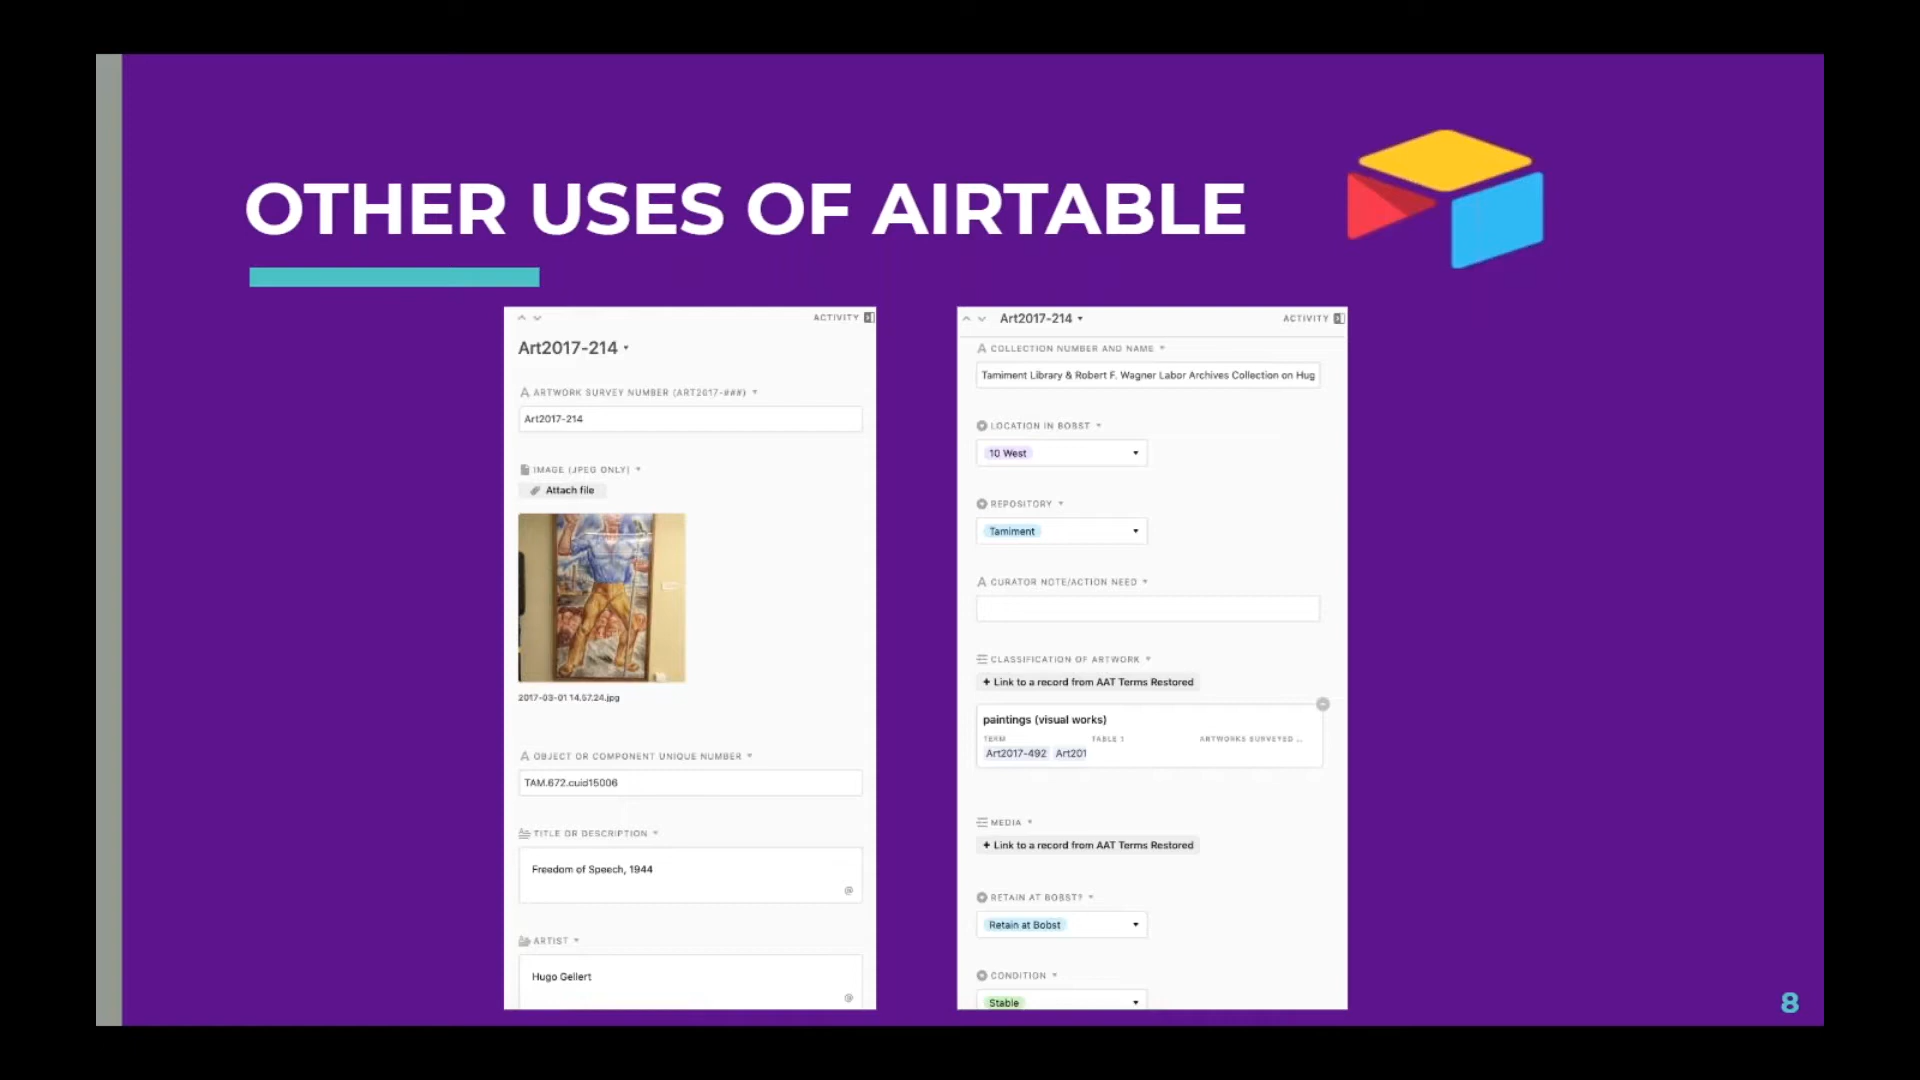 OTHER USES OF AIRTABLE
ACTIVITY
Art2017-214
ARTWORK SURVEY NUMBER (ART2017-###)
Art2017-214
IMAGE (JPEG ONLY)
Attach file
2017-03-01 14.57.24.jpg
OBJECT OR COMPONENT UNIQUE NUMBER
TAM.672.cuid15006
TITLE OR DESCRIPTION
Freedom of Speech, 1944
@
ARTIST
Hugo Gellert
@
Art2017-214
ACTIVITY
COLLECTION NUMBER AND NAME
Tamiment Library & Robert F. Wagner Labor Archives Collection on Hug
LOCATION IN BOBST
10 West
REPOSITORY
Tamiment
CURATOR NOTE/ACTION NEED
CLASSIFICATION OF ARTWORK
+ Link to a record from AAT Terms Restored
paintings (visual works)
TERM TABLE 1 ARTWORKS SURVEYED ...
Art2017-492 Art201
MEDIA
+ Link to a record from AAT Terms Restored
RETAIN AT BOBST?
Retain at Bobst
CONDITION
Stable
8